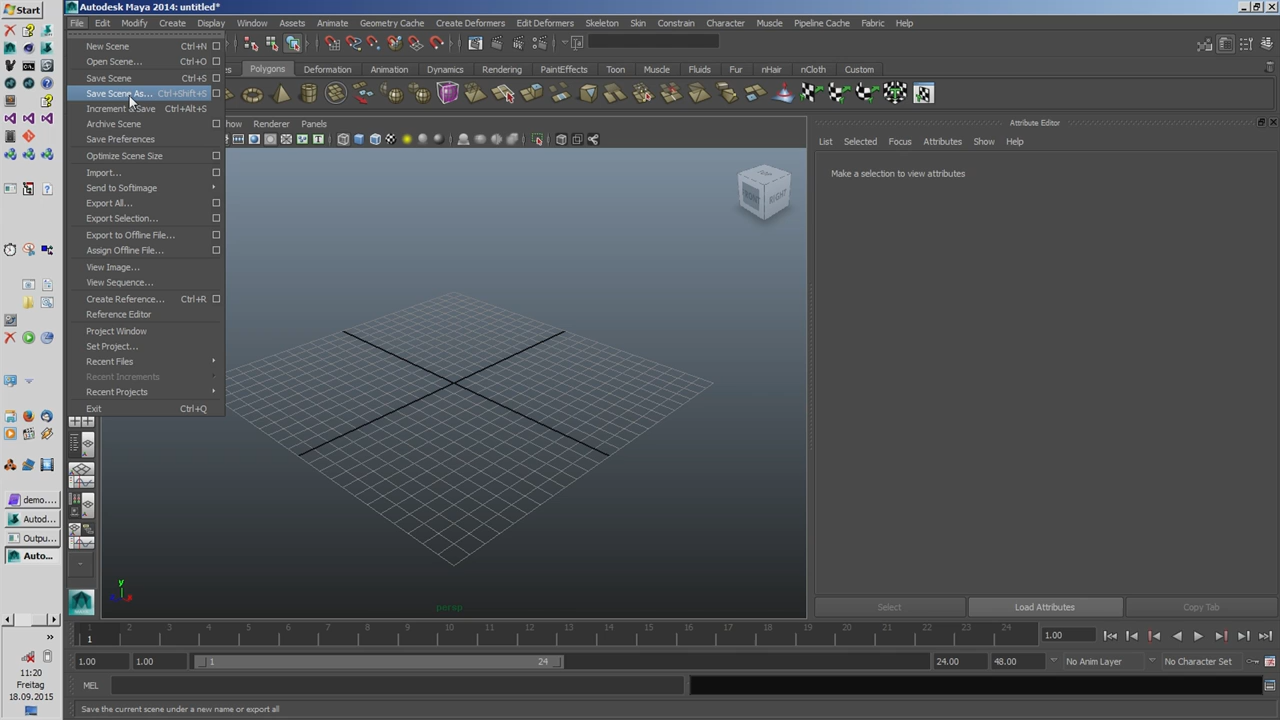 Start
Autodesk Maya 2014: untitled*
File Edit Modify Create Display Window Assets Animate Geometry Cache Create Deformers Edit Deformers Skeleton Skin Constrain Character Muscle Pipeline Cache Fabric Help
Polygons Deformation Animation Dynamics Rendering PaintEffects Toon Muscle Fluids Fur nHair nCloth Custom
New Scene Ctrl+N
Open Scene... Ctrl+O
Save Scene Ctrl+S
Save Scene As... Ctrl+Shift+S
Increment & Save Ctrl+Alt+S
Archive Scene
Save Preferences
Optimize Scene Size
Import...
Send to Softimage
Export All...
Export Selection...
Export to Offline File...
Assign Offline File...
View Image...
View Sequence...
Create Reference... Ctrl+R
Reference Editor
Project Window
Set Project...
Recent Files
Recent Increments
Recent Projects
Exit Ctrl+Q
Renderer Panels
FRONT RIGHT
y
persp
Attribute Editor
List Selected Focus Attributes Show Help
Make a selection to view attributes
Select Load Attributes Copy Tab
demo....
Autod...
Outpu...
Auto...
1 2 3 4 5 6 7 8 9 10 11 12 13 14 15 16 17 18 19 20 21 22 23 24
1 1.00
1.00 1.00 1 24 24.00 48.00 No Anim Layer No Character Set
MEL
Save the current scene under a new name or export all
11:20
Freitag
18.09.2015